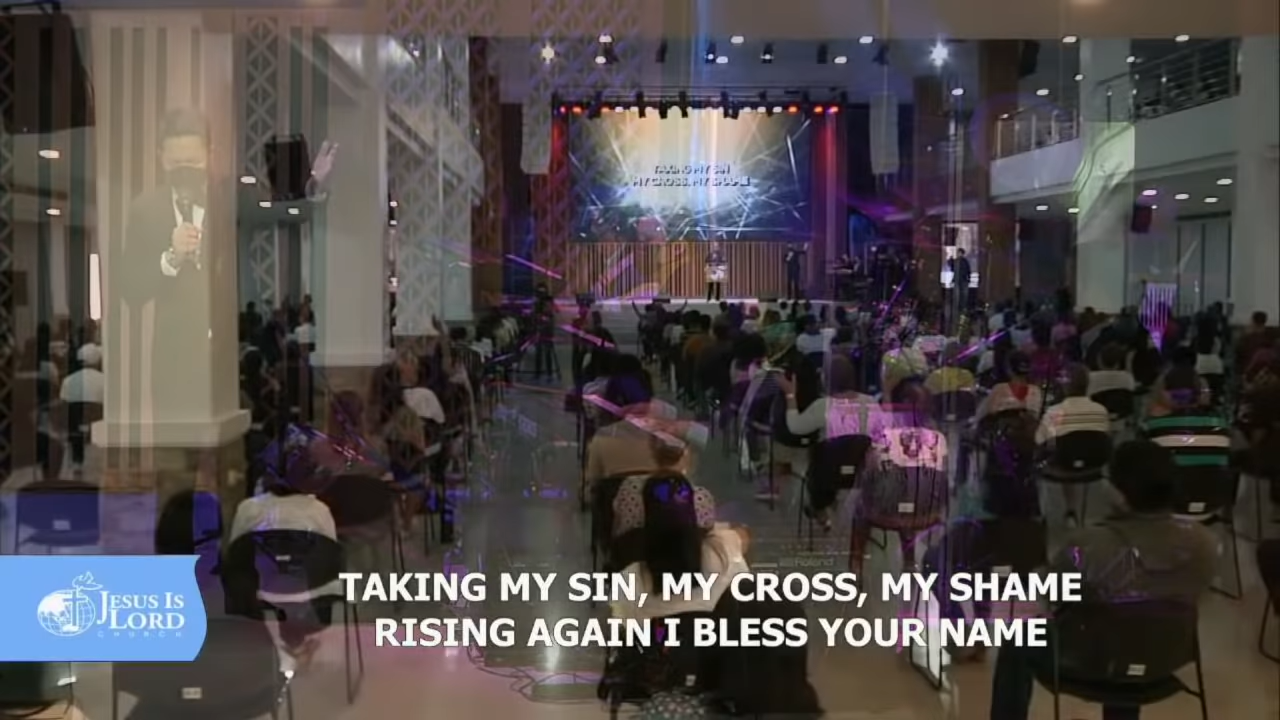 TAKING MY SIN
MY CROSS, MY SHAME
Roland
TAKING MY SIN, MY CROSS, MY SHAME
RISING AGAIN I BLESS YOUR NAME
JESUS IS
LORD
CHURCH